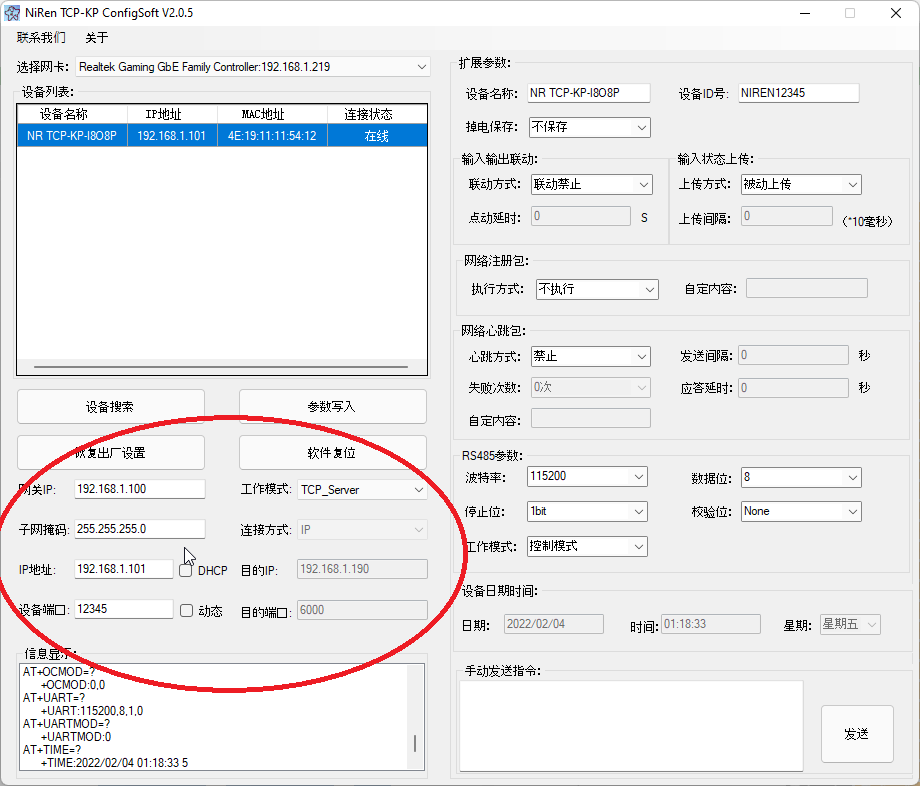 NiRen TCP-KP ConfigSoft V2.0.5
联系我们 关于
选择网卡: Realtek Gaming GbE Family Controller:192.168.1.219
设备列表:
设备名称 IP地址 MAC地址 连接状态
NR TCP-KP-I8O8P 192.168.1.101 4E:19:11:11:54:12 在线
设备搜索 参数写入
恢复出厂设置 软件复位
网关IP: 192.168.1.100 工作模式: TCP_Server
子网掩码: 255.255.255.0 连接方式: IP
IP地址: 192.168.1.101 DHCP 目的IP: 192.168.1.190
设备端口: 12345 动态 目的端口: 6000
信息显示:
AT+OCMOD=?
+OCMOD:0,0
AT+UART=?
+UART:115200,8,1,0
AT+UARTMOD=?
+UARTMOD:0
AT+TIME=?
+TIME:2022/02/04 01:18:33 5
扩展参数:
设备名称: NR TCP-KP-I8O8P 设备ID号: NIREN12345
掉电保存: 不保存
输入输出联动: 输入状态上传:
联动方式: 联动禁止 上传方式: 被动上传
点动延时: 0 S 上传间隔: 0 (*10毫秒)
网络注册包:
执行方式: 不执行 自定内容:
网络心跳包:
心跳方式: 禁止 发送间隔: 0 秒
失败次数: 0次 应答延时: 0 秒
自定内容:
RS485参数:
波特率: 115200 数据位: 8
停止位: 1bit 校验位: None
工作模式: 控制模式
设备日期时间:
日期: 2022/02/04 时间: 01:18:33 星期: 星期五
手动发送指令:
发送